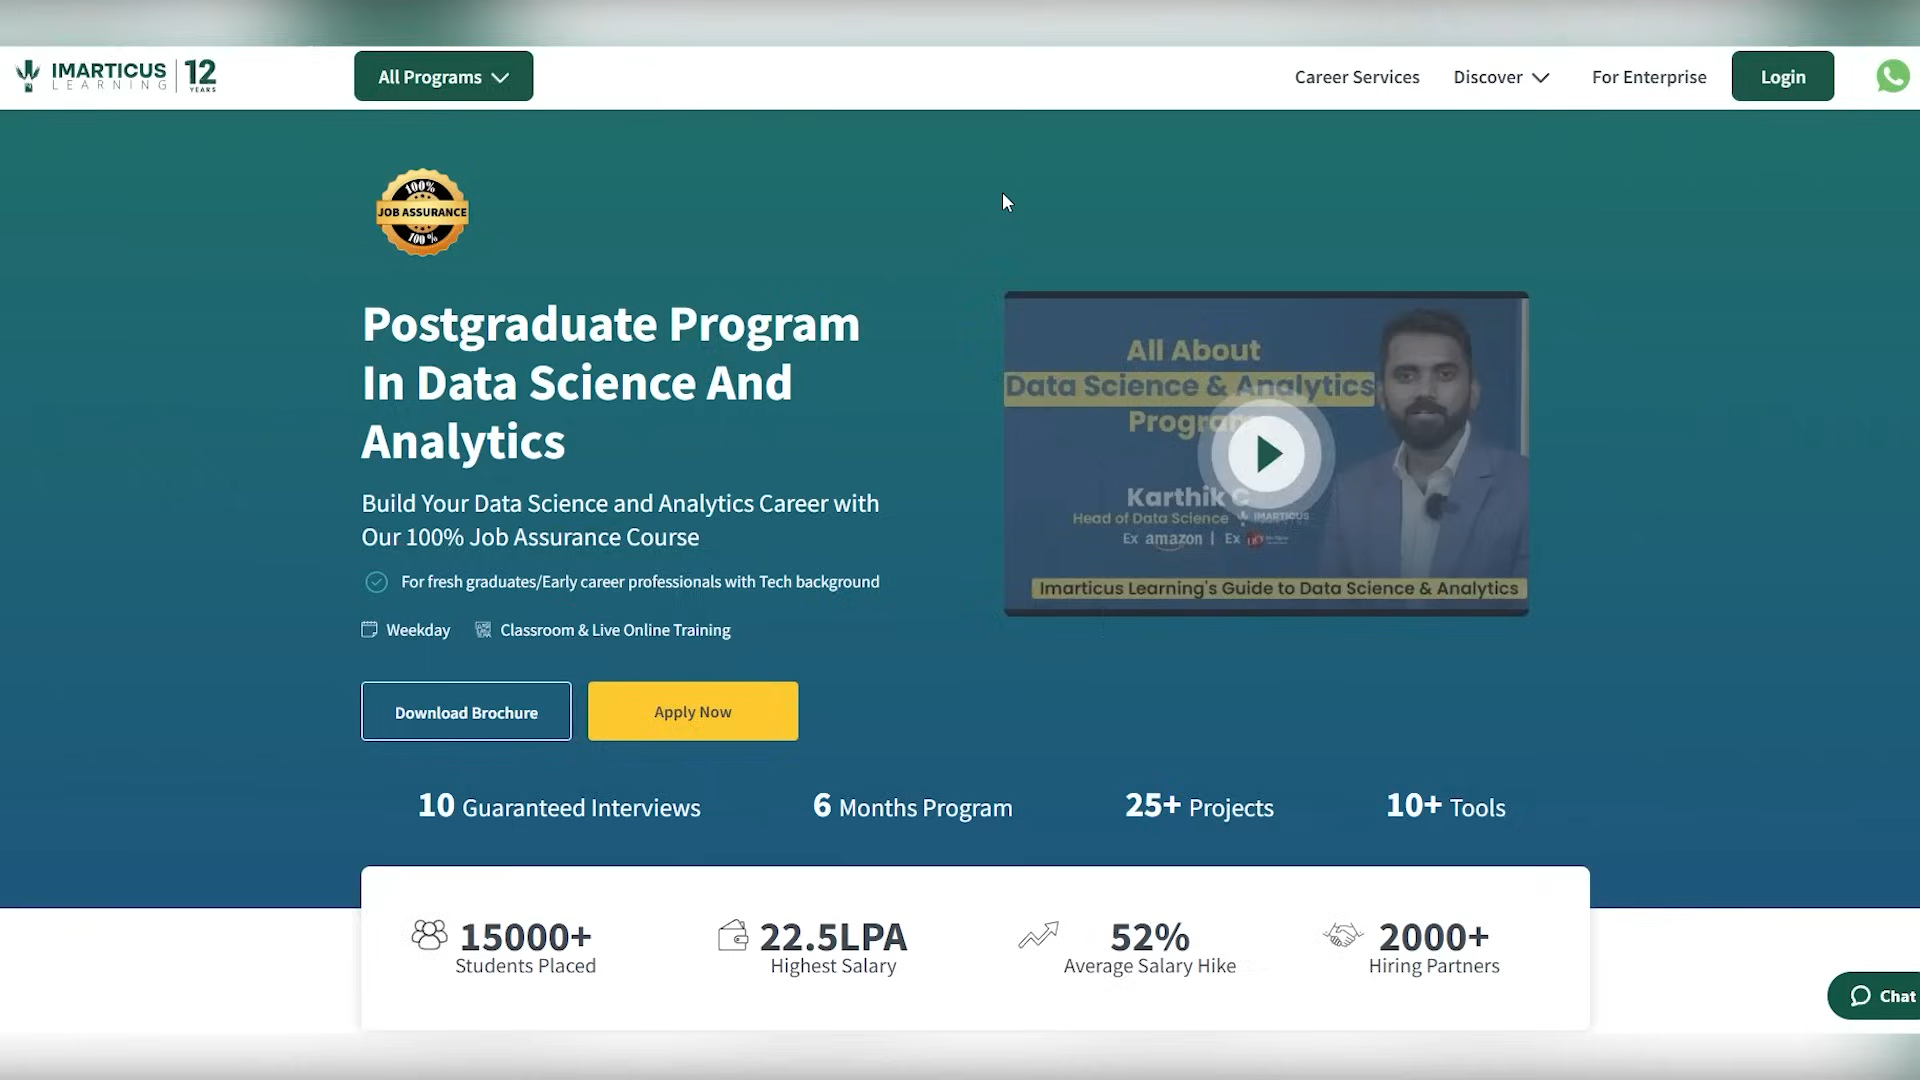 IMARTICUS
LEARNING
12
YEARS
All Programs
Career Services
Discover
For Enterprise
Login
100%
JOB ASSURANCE
100%
Postgraduate Program
In Data Science And
Analytics
Build Your Data Science and Analytics Career with
Our 100% Job Assurance Course
For fresh graduates/Early career professionals with Tech background
Weekday
Classroom & Live Online Training
Download Brochure
Apply Now
All About
Data Science & Analytics
Karthik
Head of Data Science
IMARTICUS
Ex amazon | Ex
Imarticus Learning's Guide to Data Science & Analytics
10 Guaranteed Interviews
6 Months Program
25+ Projects
10+ Tools
15000+
Students Placed
22.5LPA
Highest Salary
52%
Average Salary Hike
2000+
Hiring Partners
Chat